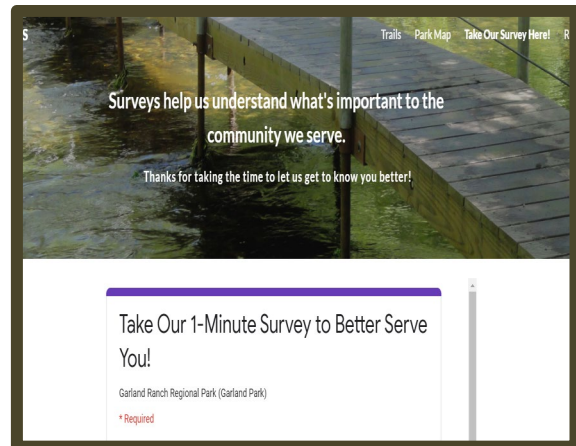 S Trails Park Map Take Our Survey Here! R
Surveys help us understand what's important to the
community we serve.
Thanks for taking the time to let us get to know you better!
Take Our 1-Minute Survey to Better Serve
You!
Garland Ranch Regional Park (Garland Park)
* Required